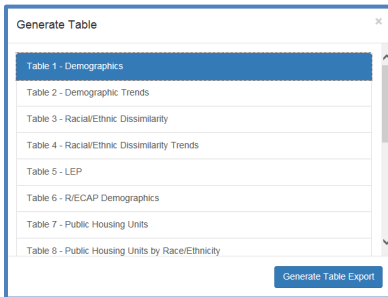 Generate Table
×
Table 1 - Demographics
Table 2 - Demographic Trends
Table 3 - Racial/Ethnic Dissimilarity
Table 4 - Racial/Ethnic Dissimilarity Trends
Table 5 - LEP
Table 6 - R/ECAP Demographics
Table 7 - Public Housing Units
Table 8 - Public Housing Units by Race/Ethnicity
Generate Table Export